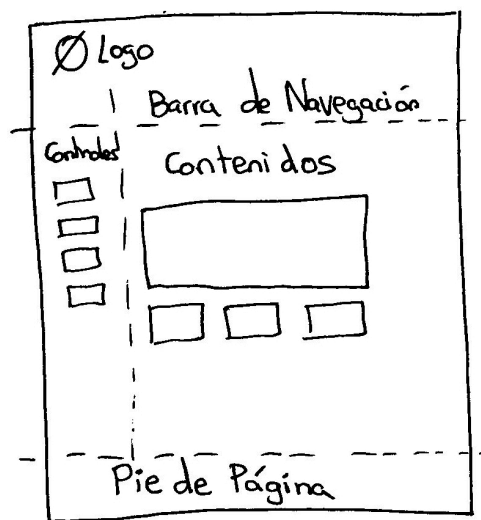 Logo
Barra de Navegación
Controles
Contenidos
Pie de Página